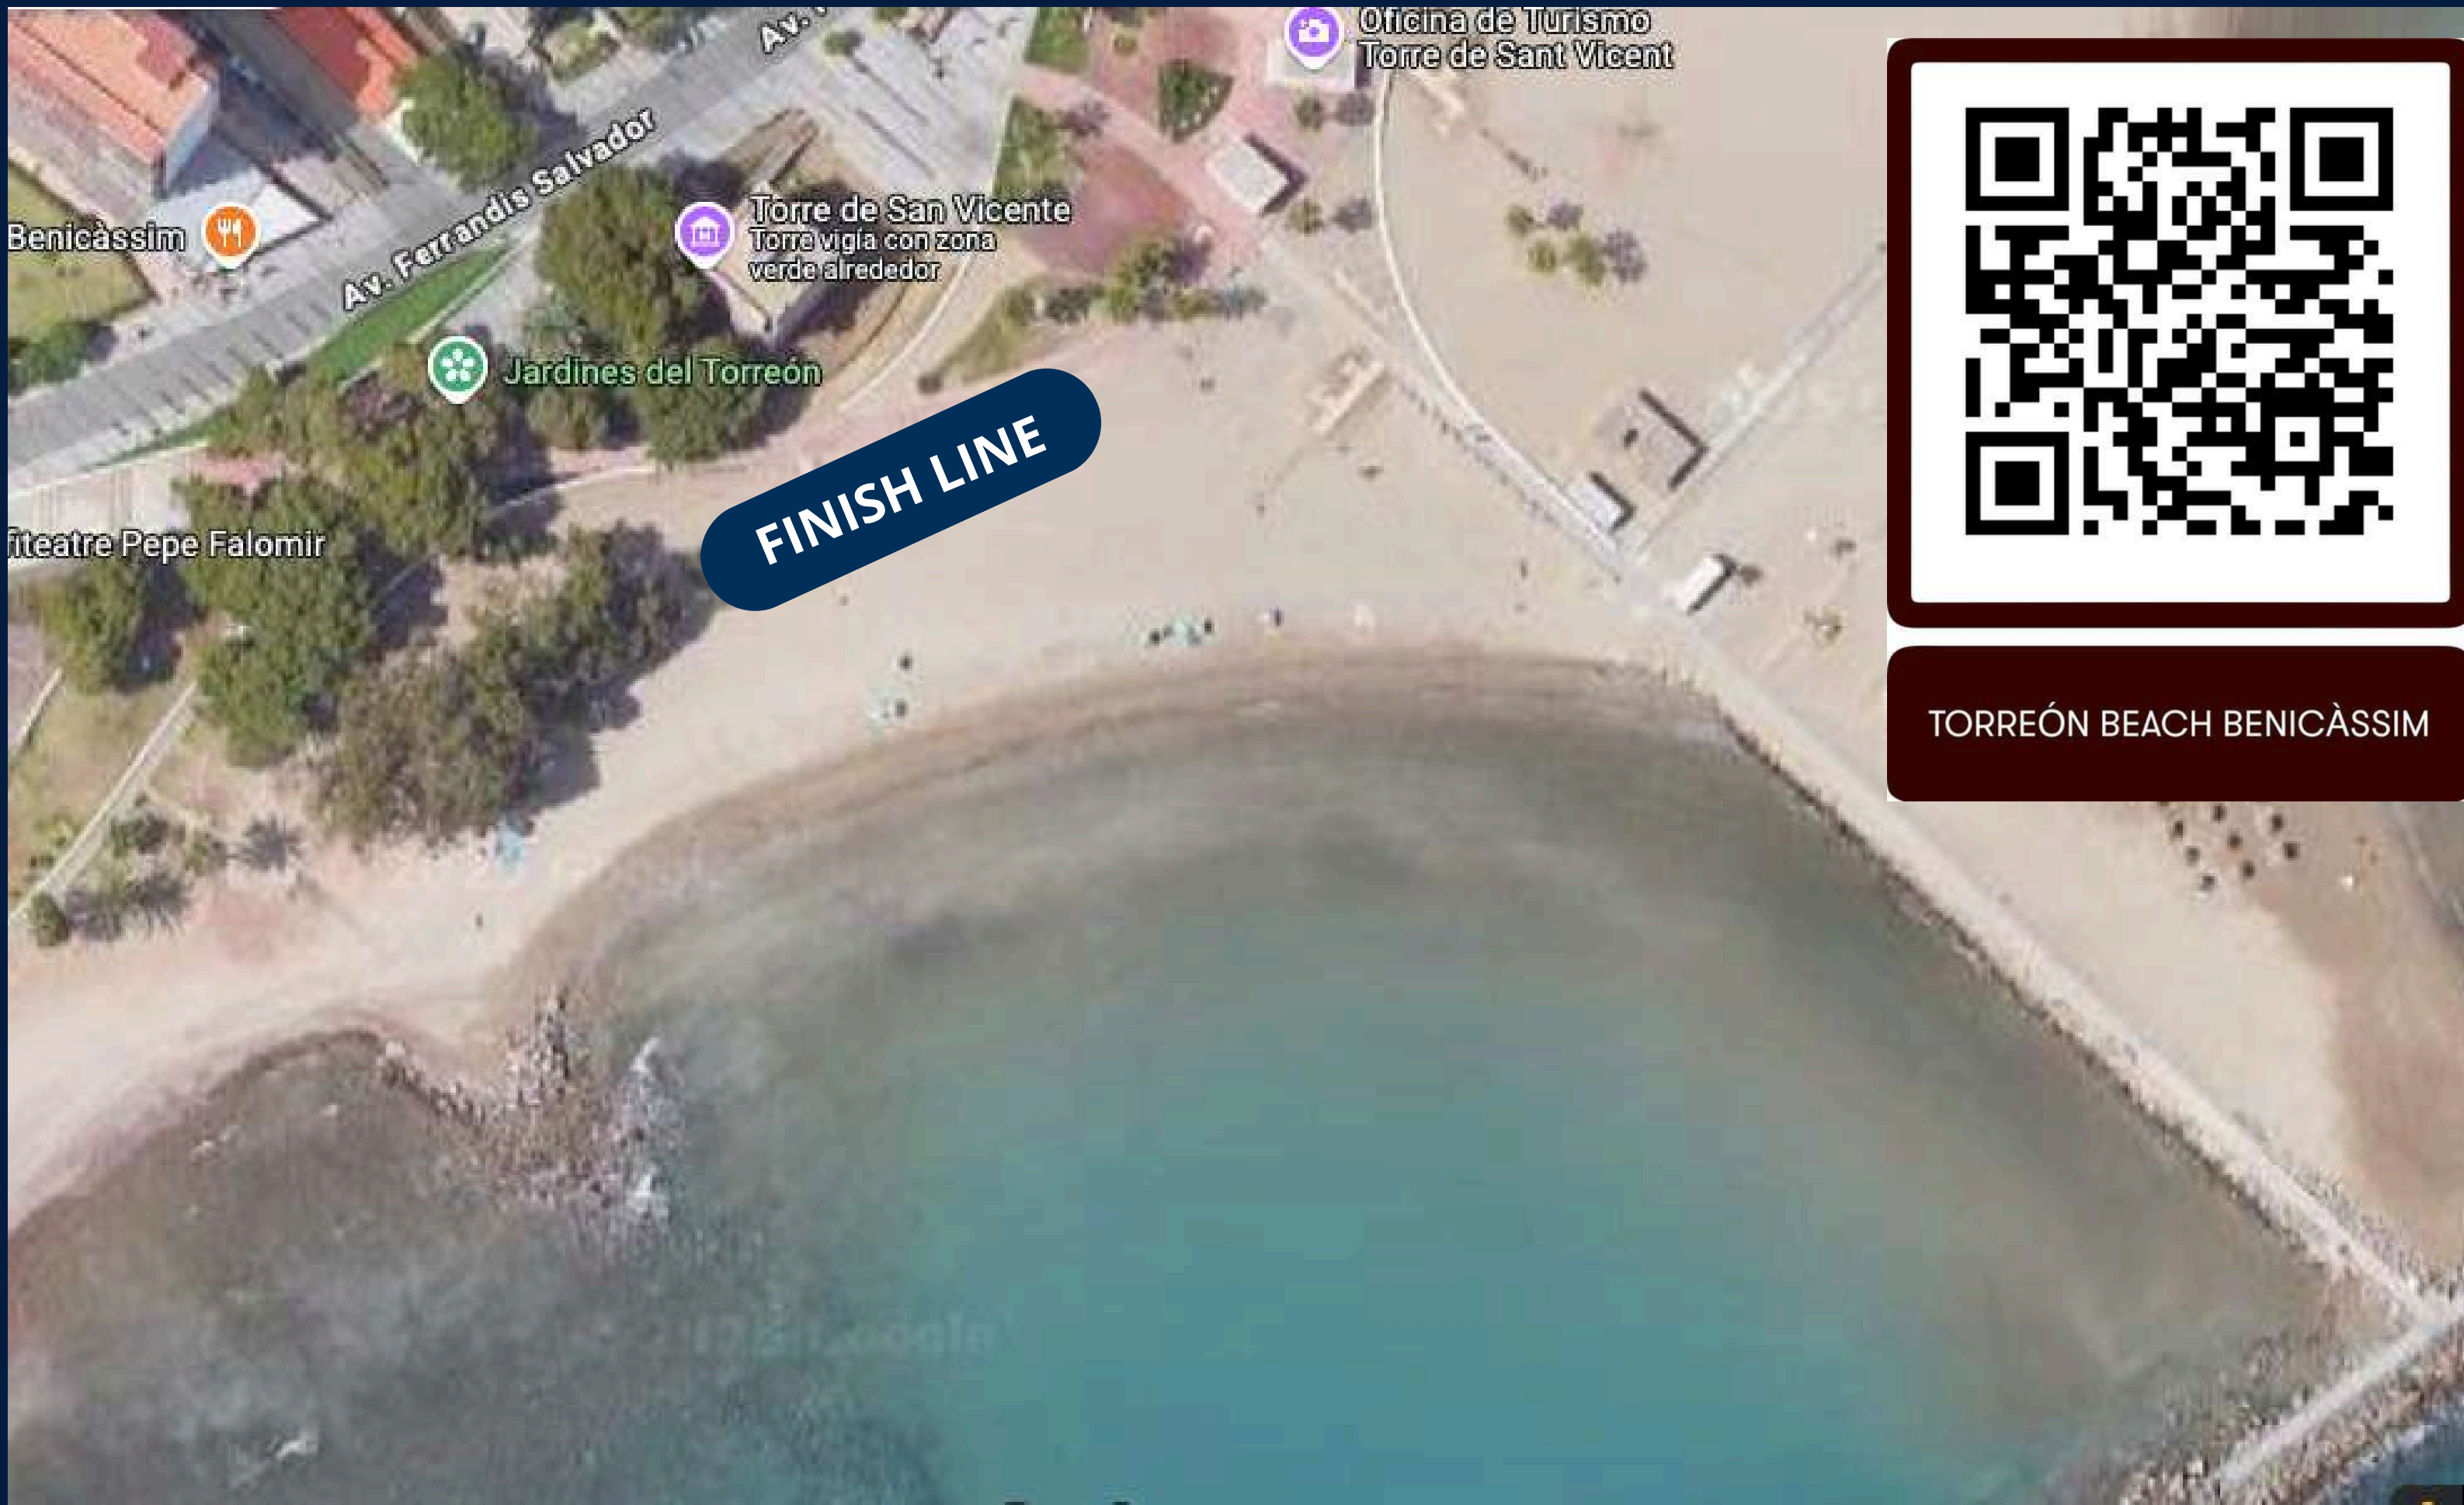 Oficina de Turismo
Torre de Sant Vicent
Av.
Av. Ferrandis Salvador
Torre de San Vicente
Torre vigía con zona
verde alrededor
Benicàssim
Jardines del Torreón
FINISH LINE
Pepe Falomir
TORREÓN BEACH BENICÀSSIM